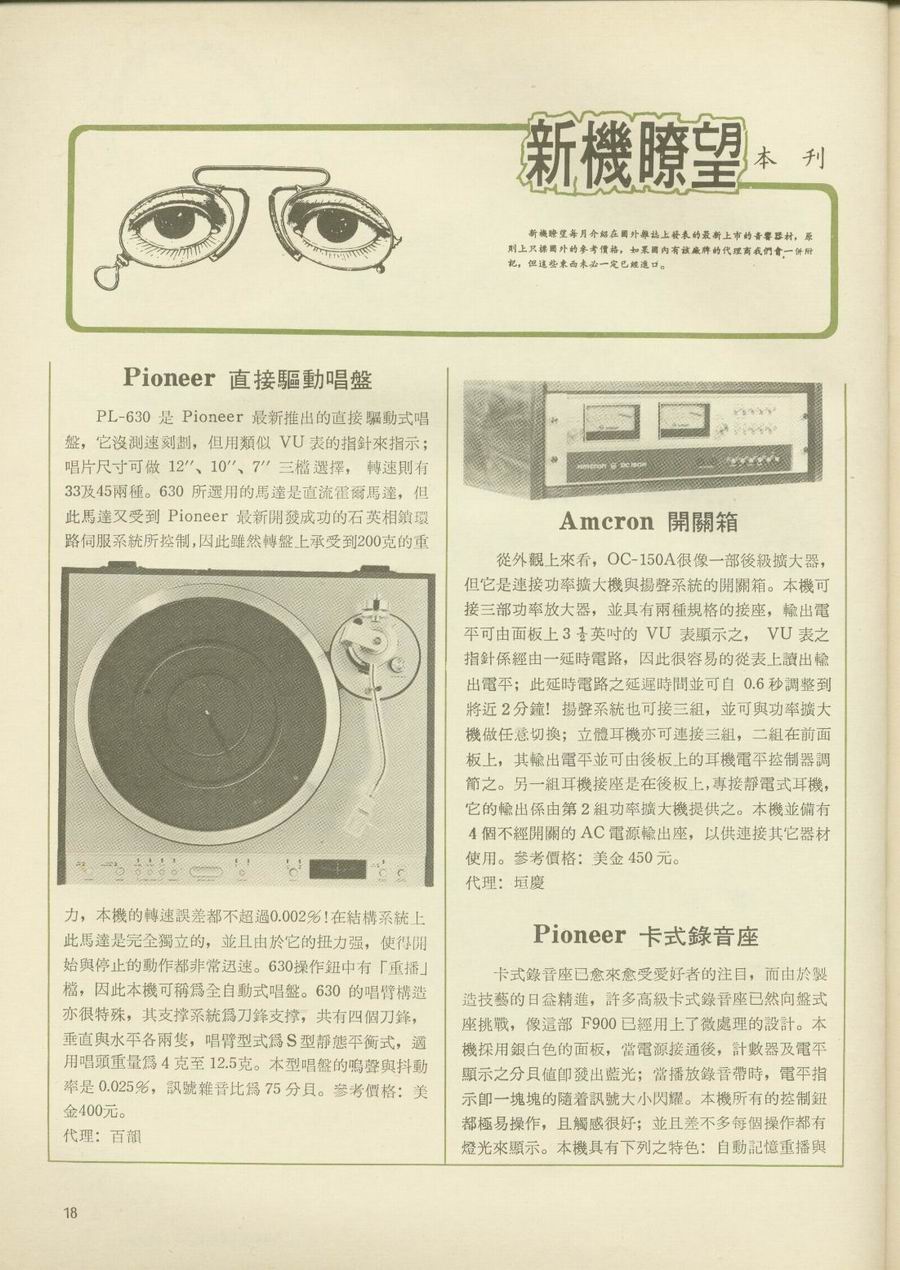 新機瞭望
本 刊
新機瞭望每月介紹在國外雜誌上發表的最新上市的音響器材，原
則上只標國外的參考價格，如果國內有該廠牌的代理商我們會一併附
記，但這些東西未必一定已經進口。
Pioneer 直接驅動唱盤
PL-630 是 Pioneer 最新推出的直接驅動式唱
盤，它沒測速刻劃，但用類似 VU 表的指針來指示；
唱片尺寸可做 12″、10″、7″ 三檔選擇， 轉速則有
33及45兩種。630 所選用的馬達是直流霍爾馬達，但
此馬達又受到 Pioneer 最新開發成功的石英相鎖環
路伺服系統所控制，因此雖然轉盤上承受到200克的重
力，本機的轉速誤差都不超過0.002%！在結構系統上
此馬達是完全獨立的，並且由於它的扭力强，使得開
始與停止的動作都非常迅速。630操作鈕中有「重播」
檔，因此本機可稱爲全自動式唱盤。630 的唱臂構造
亦很特殊，其支撐系統爲刀鋒支撐，共有四個刀鋒，
垂直與水平各兩隻，唱臂型式爲S型靜態平衡式，適
用唱頭重量爲 4 克至 12.5克。本型唱盤的鳴聲與抖動
率是 0.025%，訊號雜音比爲 75 分貝。參考價格：美
金400元。
代理：百韻
amcron OC 150A
Amcron 開關箱
從外觀上來看，OC-150A很像一部後級擴大器，
但它是連接功率擴大機與揚聲系統的開關箱。本機可
接三部功率放大器，並具有兩種規格的接座，輸出電
平可由面板上 3 ½ 英吋的 VU 表顯示之， VU 表之
指針係經由一延時電路，因此很容易的從表上讀出輸
出電平；此延時電路之延遲時間並可自 0.6 秒調整到
將近 2 分鐘！揚聲系統也可接三組，並可與功率擴大
機做任意切換；立體耳機亦可連接三組，二組在前面
板上，其輸出電平並可由後板上的耳機電平控制器調
節之。另一組耳機接座是在後板上，專接靜電式耳機，
它的輸出係由第 2 組功率擴大機提供之。本機並備有
4 個不經開關的 AC 電源輸出座，以供連接其它器材
使用。參考價格：美金 450 元。
代理：垣慶
Pioneer 卡式錄音座
卡式錄音座已愈來愈受愛好者的注目，而由於製
造技藝的日益精進，許多高級卡式錄音座已然向盤式
座挑戰，像這部 F900 已經用上了微處理的設計。本
機採用銀白色的面板，當電源接通後，計數器及電平
顯示之分貝値卽發出藍光；當播放錄音帶時，電平指
示卽一塊塊的隨着訊號大小閃耀。本機所有的控制鈕
都極易操作，且觸感很好；並且差不多每個操作都有
燈光來顯示。本機具有下列之特色：自動記憶重播與
18